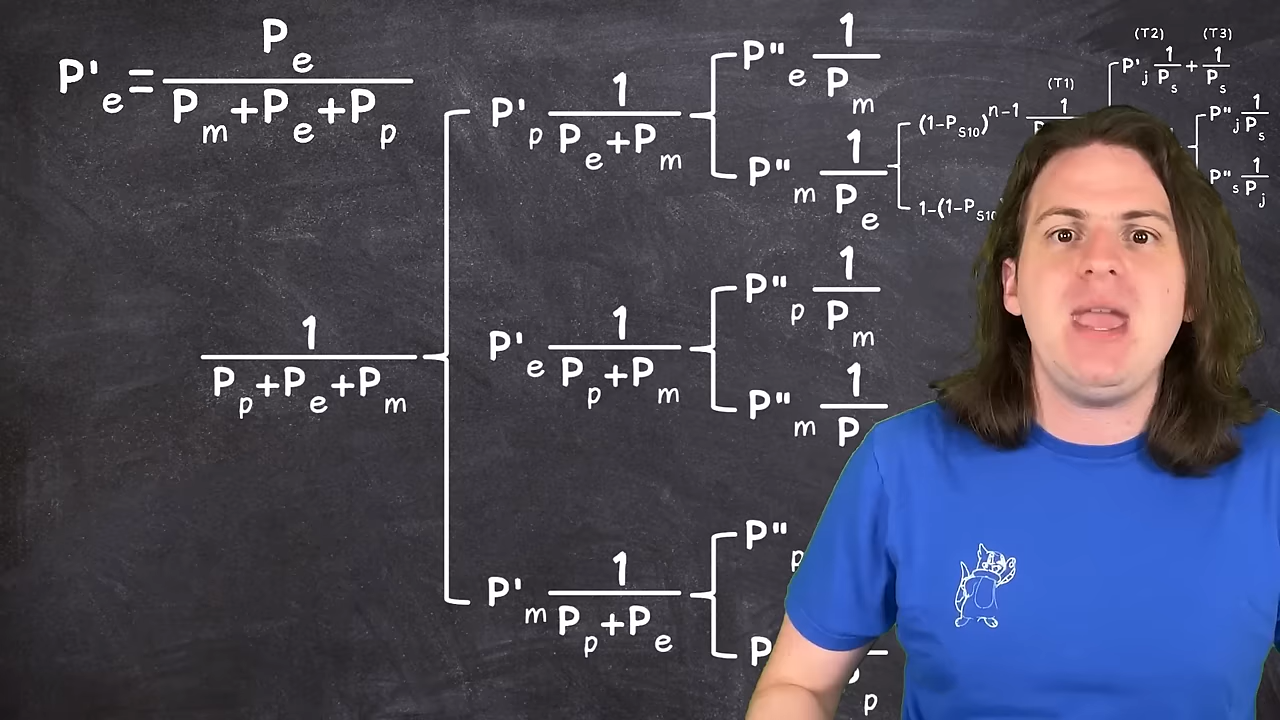 P'e = Pe / (Pm+Pe+Pp)
1 / (Pp+Pe+Pm)
P'p 1 / (Pe+Pm)
P"e 1 / Pm
P"m 1 / Pe
(1-PS10)^n-1 1
(T1)
1-(1-PS10
(T2) (T3)
P'j 1 / Ps + 1 / Ps
P"j 1 / Ps
P"s 1 / Pj
P'e 1 / (Pp+Pm)
P"p 1 / Pm
P"m 1 / P
P'm 1 / (Pp+Pe)
P"p
P
p